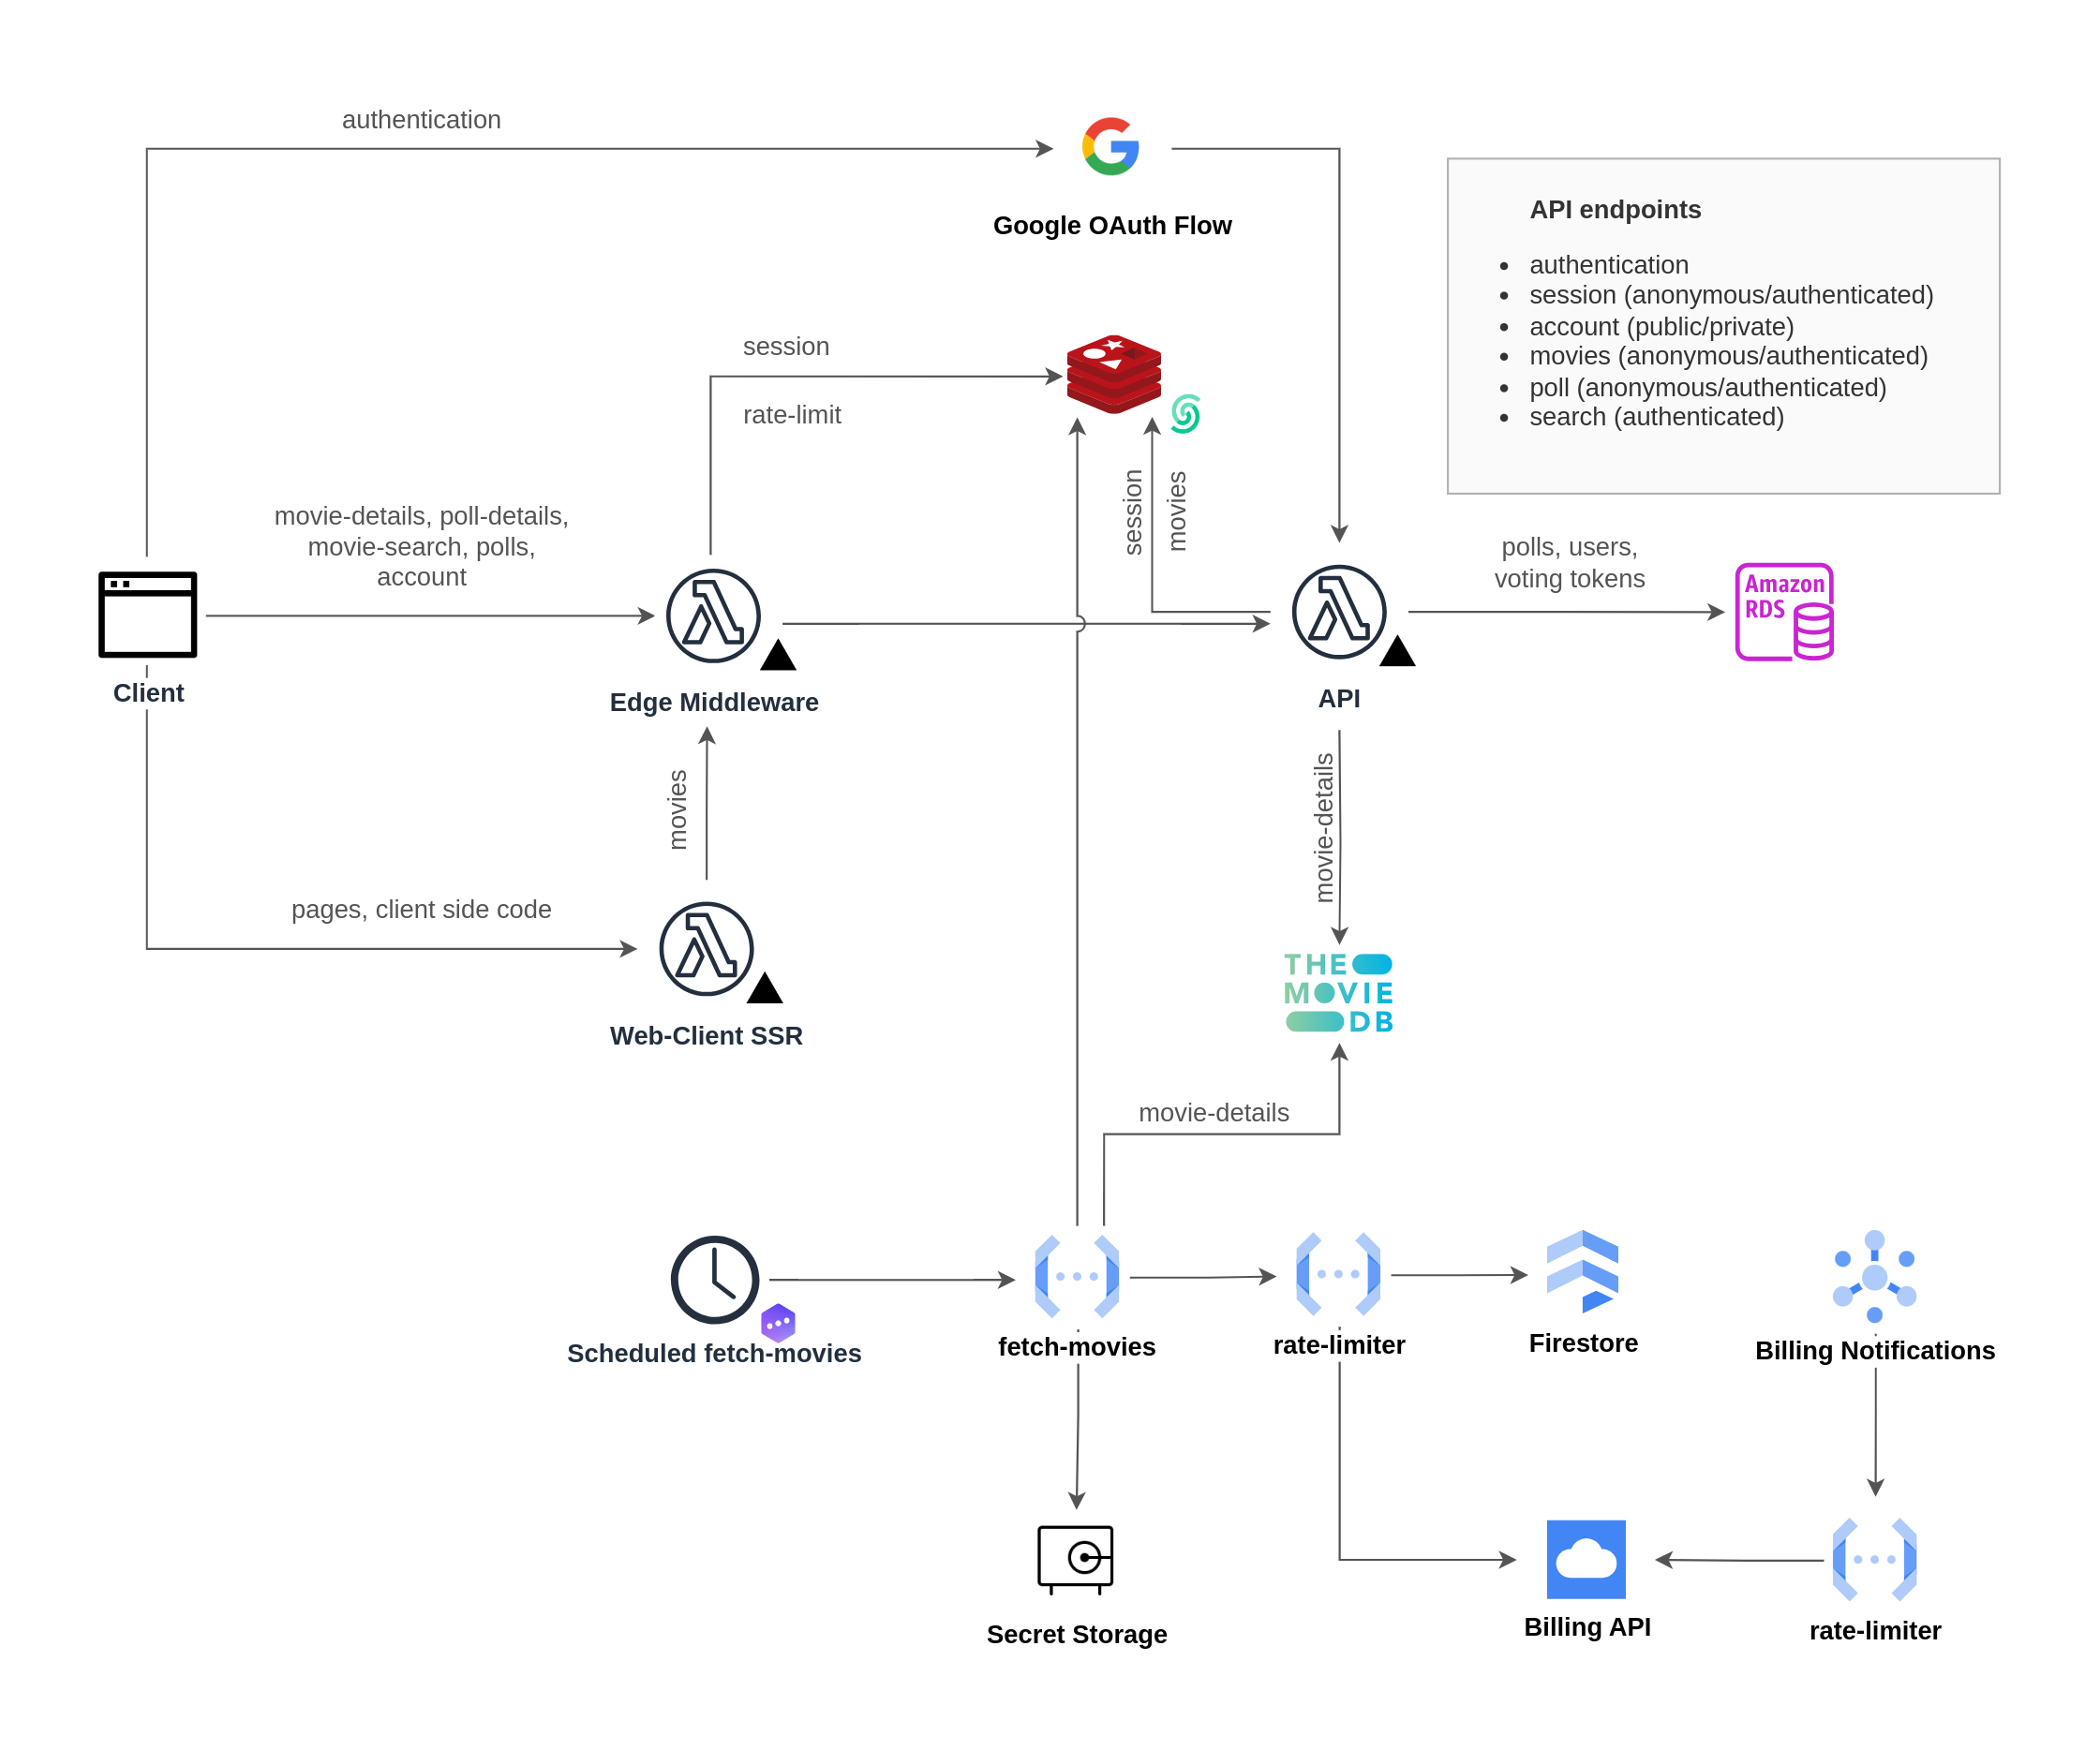 authentication
Google OAuth Flow
API endpoints
authentication
session (anonymous/authenticated)
account (public/private)
movies (anonymous/authenticated)
poll (anonymous/authenticated)
search (authenticated)
session
rate-limit
session
movies
movie-details, poll-details,
movie-search, polls,
account
polls, users,
voting tokens
Amazon
RDS
Client
Edge Middleware
API
movies
movie-details
pages, client side code
THE
MOVIE
DB
Web-Client SSR
movie-details
Scheduled fetch-movies
fetch-movies
rate-limiter
Firestore
Billing Notifications
Secret Storage
Billing API
rate-limiter